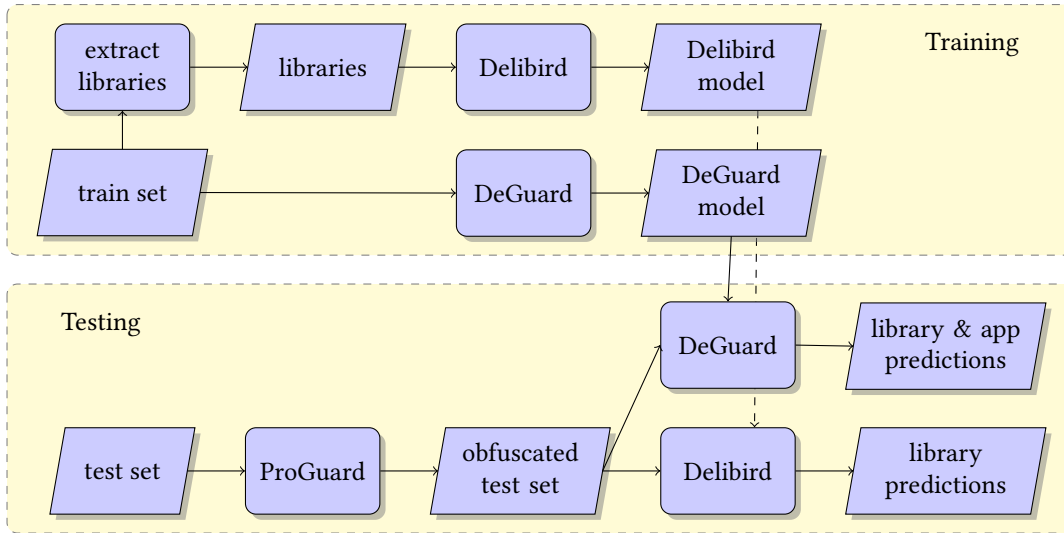 Training
extract
libraries
libraries
Delibird
Delibird
model
train set
DeGuard
DeGuard
model
Testing
DeGuard
library & app
predictions
test set
ProGuard
obfuscated
test set
Delibird
library
predictions